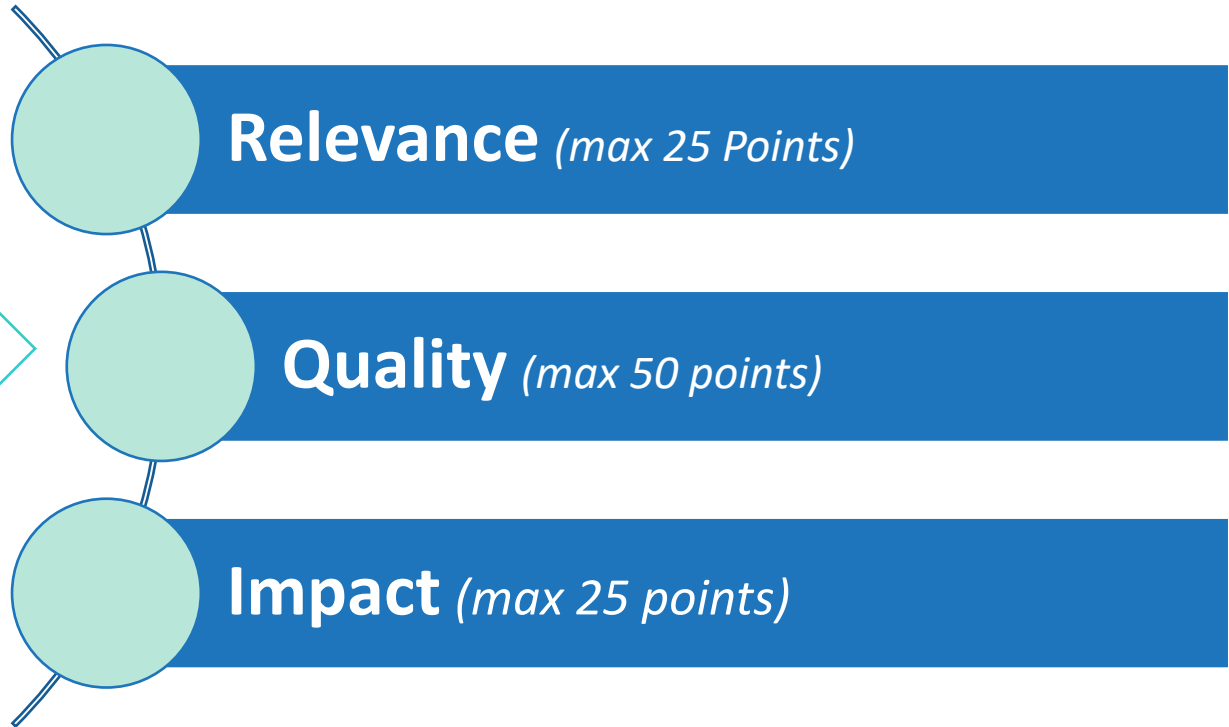 Relevance (max 25 Points)
Quality (max 50 points)
Impact (max 25 points)